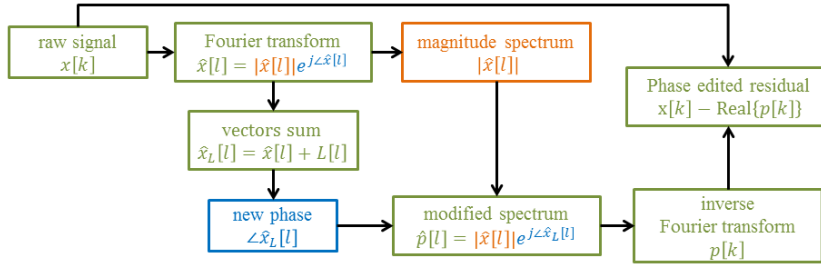 raw signal
x[k]
Fourier transform
x̂[l] = |x̂[l]|e^{j∠x̂[l]}
magnitude spectrum
|x̂[l]|
Phase edited residual
x[k] − Real{p[k]}
vectors sum
x̂_L[l] = x̂[l] + L[l]
new phase
∠x̂_L[l]
modified spectrum
p̂[l] = |x̂[l]|e^{j∠x̂_L[l]}
inverse
Fourier transform
p[k]